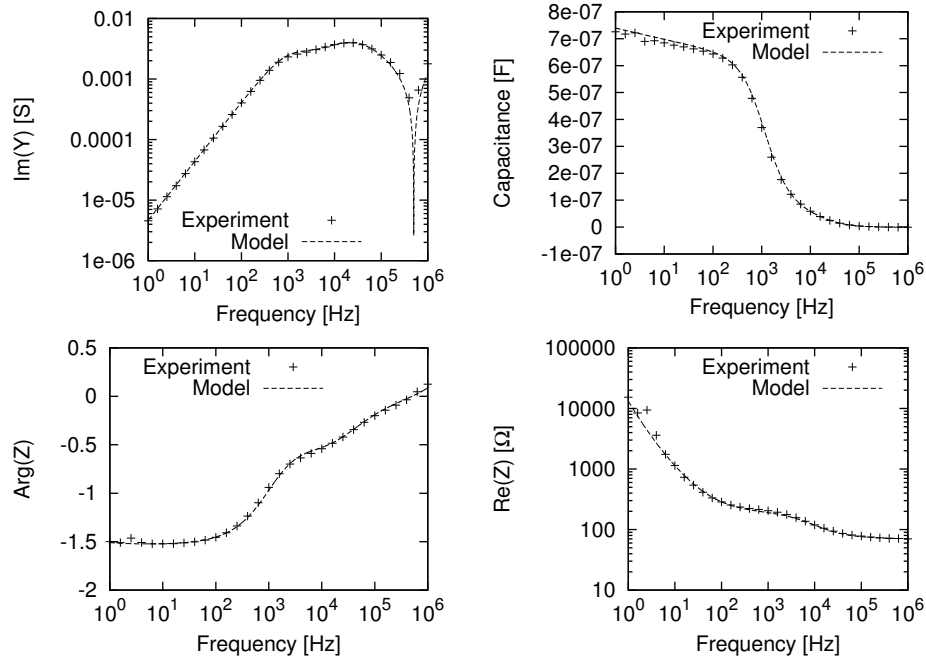 Im(Y) [S]
0.001
0.0001
1e-05
1e-06
10^0 10^1 10^2 10^3 10^4 10^5 10^6
Frequency [Hz]
Experiment
Model
Capacitance [F]
8e-07
7e-07
6e-07
5e-07
4e-07
3e-07
2e-07
1e-07
0
-1e-07
10^0 10^1 10^2 10^3 10^4 10^5 10^6
Frequency [Hz]
Experiment
Model
Arg(Z)
0.5
0
-0.5
-1
-1.5
-2
10^0 10^1 10^2 10^3 10^4 10^5 10^6
Frequency [Hz]
Experiment
Model
Re(Z) [Ω]
100000
10000
1000
100
10
10^0 10^1 10^2 10^3 10^4 10^5 10^6
Frequency [Hz]
Experiment
Model